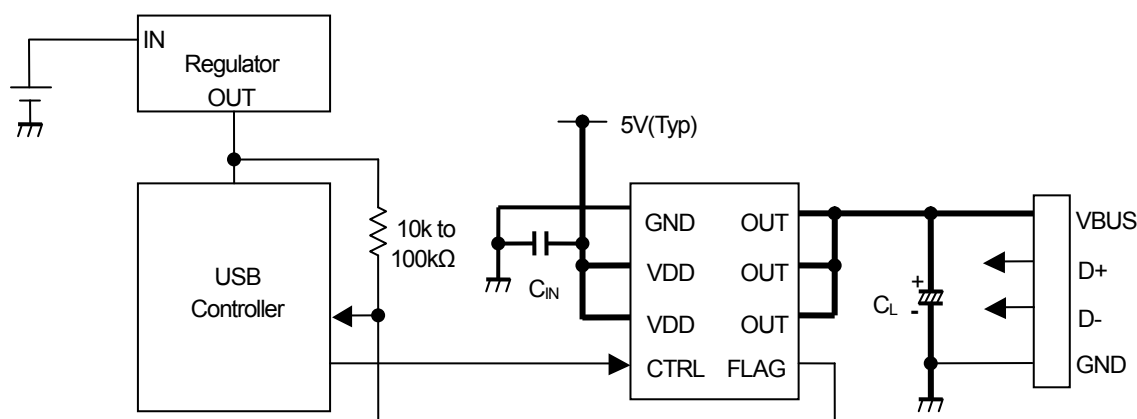 IN
Regulator
OUT
5V(Typ)
10k to
100kΩ
USB
Controller
CIN
GND OUT
VDD OUT
VDD OUT
CTRL FLAG
+
-
CL
VBUS
D+
D-
GND